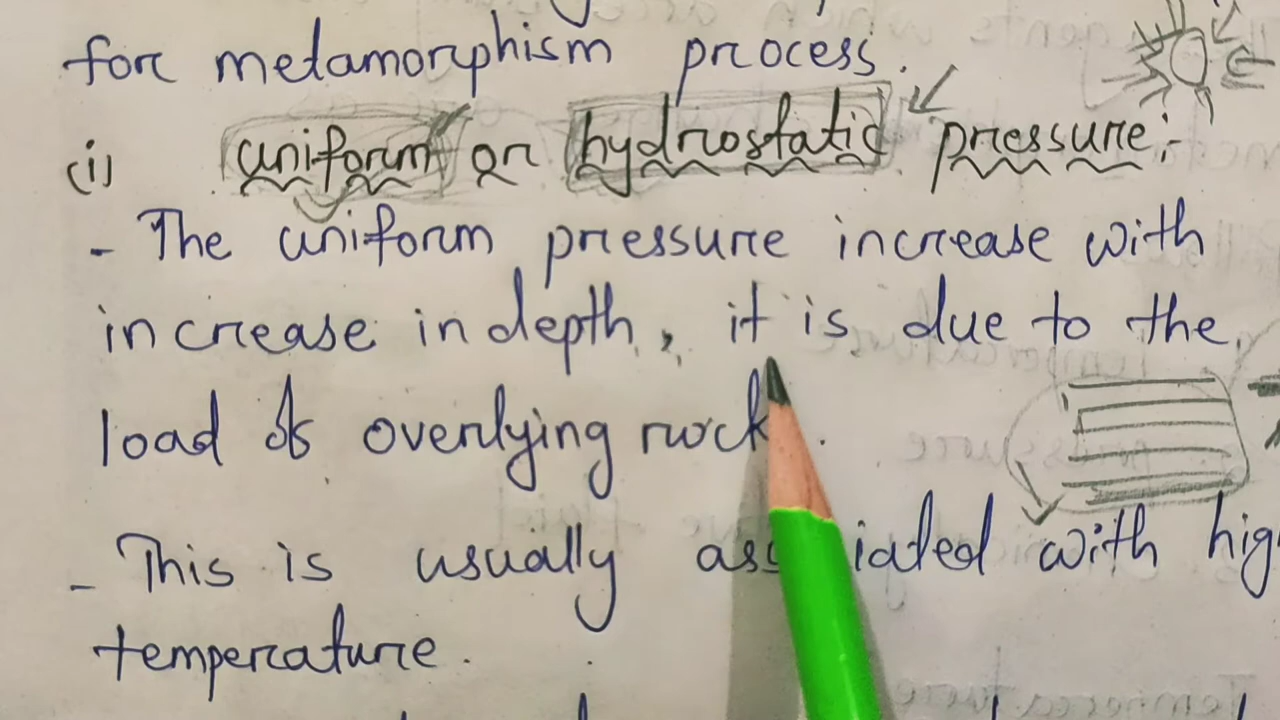 for metamorphism process.
(i) uniform or hydrostatic pressure:-
- The uniform pressure increase with
increase in depth, it is due to the
load of overlying rock.
- This is usually associated with hig
temperature.